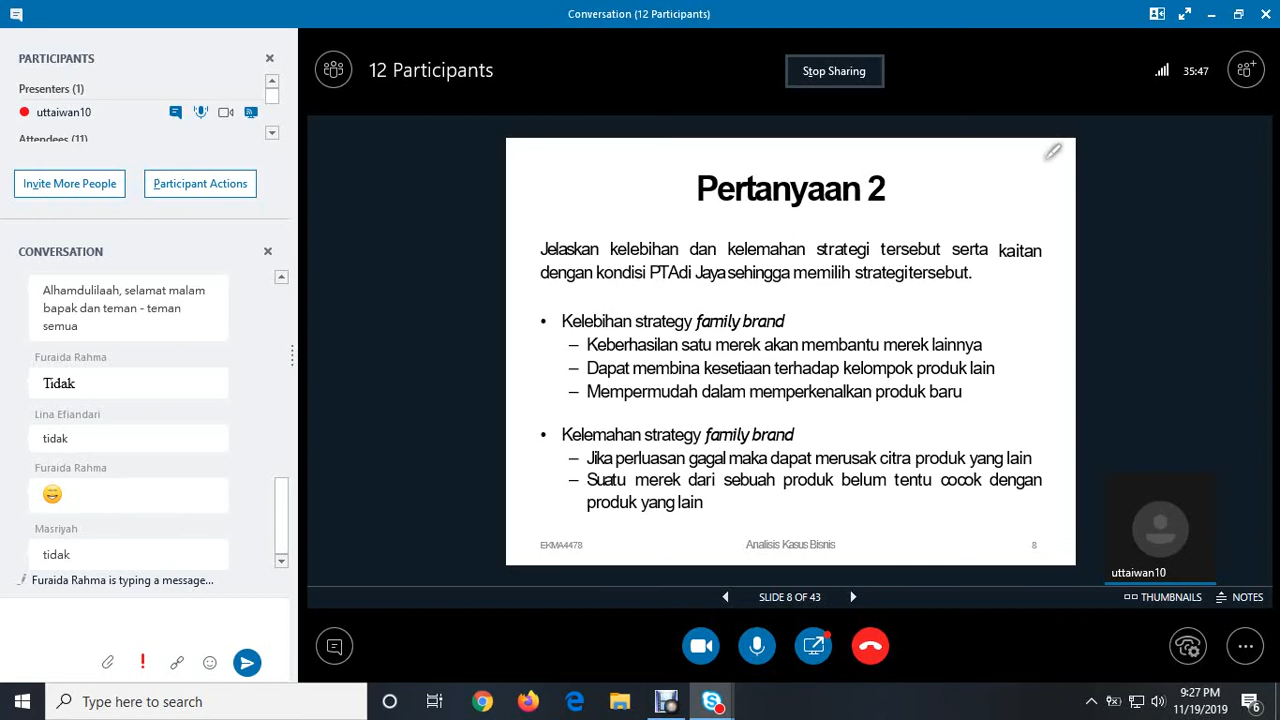 Conversation (12 Participants)
PARTICIPANTS
Presenters (1)
uttaiwan10
Attendees (11)
Invite More People
Participant Actions
CONVERSATION
Alhamdulilaah, selamat malam
bapak dan teman - teman
semua
Furaida Rahma
Tidak
Lina Efiandari
tidak
Furaida Rahma
Masriyah
tidak
Furaida Rahma is typing a message...
12 Participants
Stop Sharing
35:47
Pertanyaan 2
Jelaskan kelebihan dan kelemahan strategi tersebut serta kaitan
dengan kondisi PTAdi Jaya sehingga memilih strategi tersebut.
• Kelebihan strategy family brand
– Keberhasilan satu merek akan membantu merek lainnya
– Dapat membina kesetiaan terhadap kelompok produk lain
– Mempermudah dalam memperkenalkan produk baru
• Kelemahan strategy family brand
– Jika perluasan gagal maka dapat merusak citra produk yang lain
– Suatu merek dari sebuah produk belum tentu cocok dengan
produk yang lain
EKMA4478
Analisis Kasus Bisnis
8
uttaiwan10
SLIDE 8 OF 43
THUMBNAILS
NOTES
Type here to search
9:27 PM
11/19/2019
6